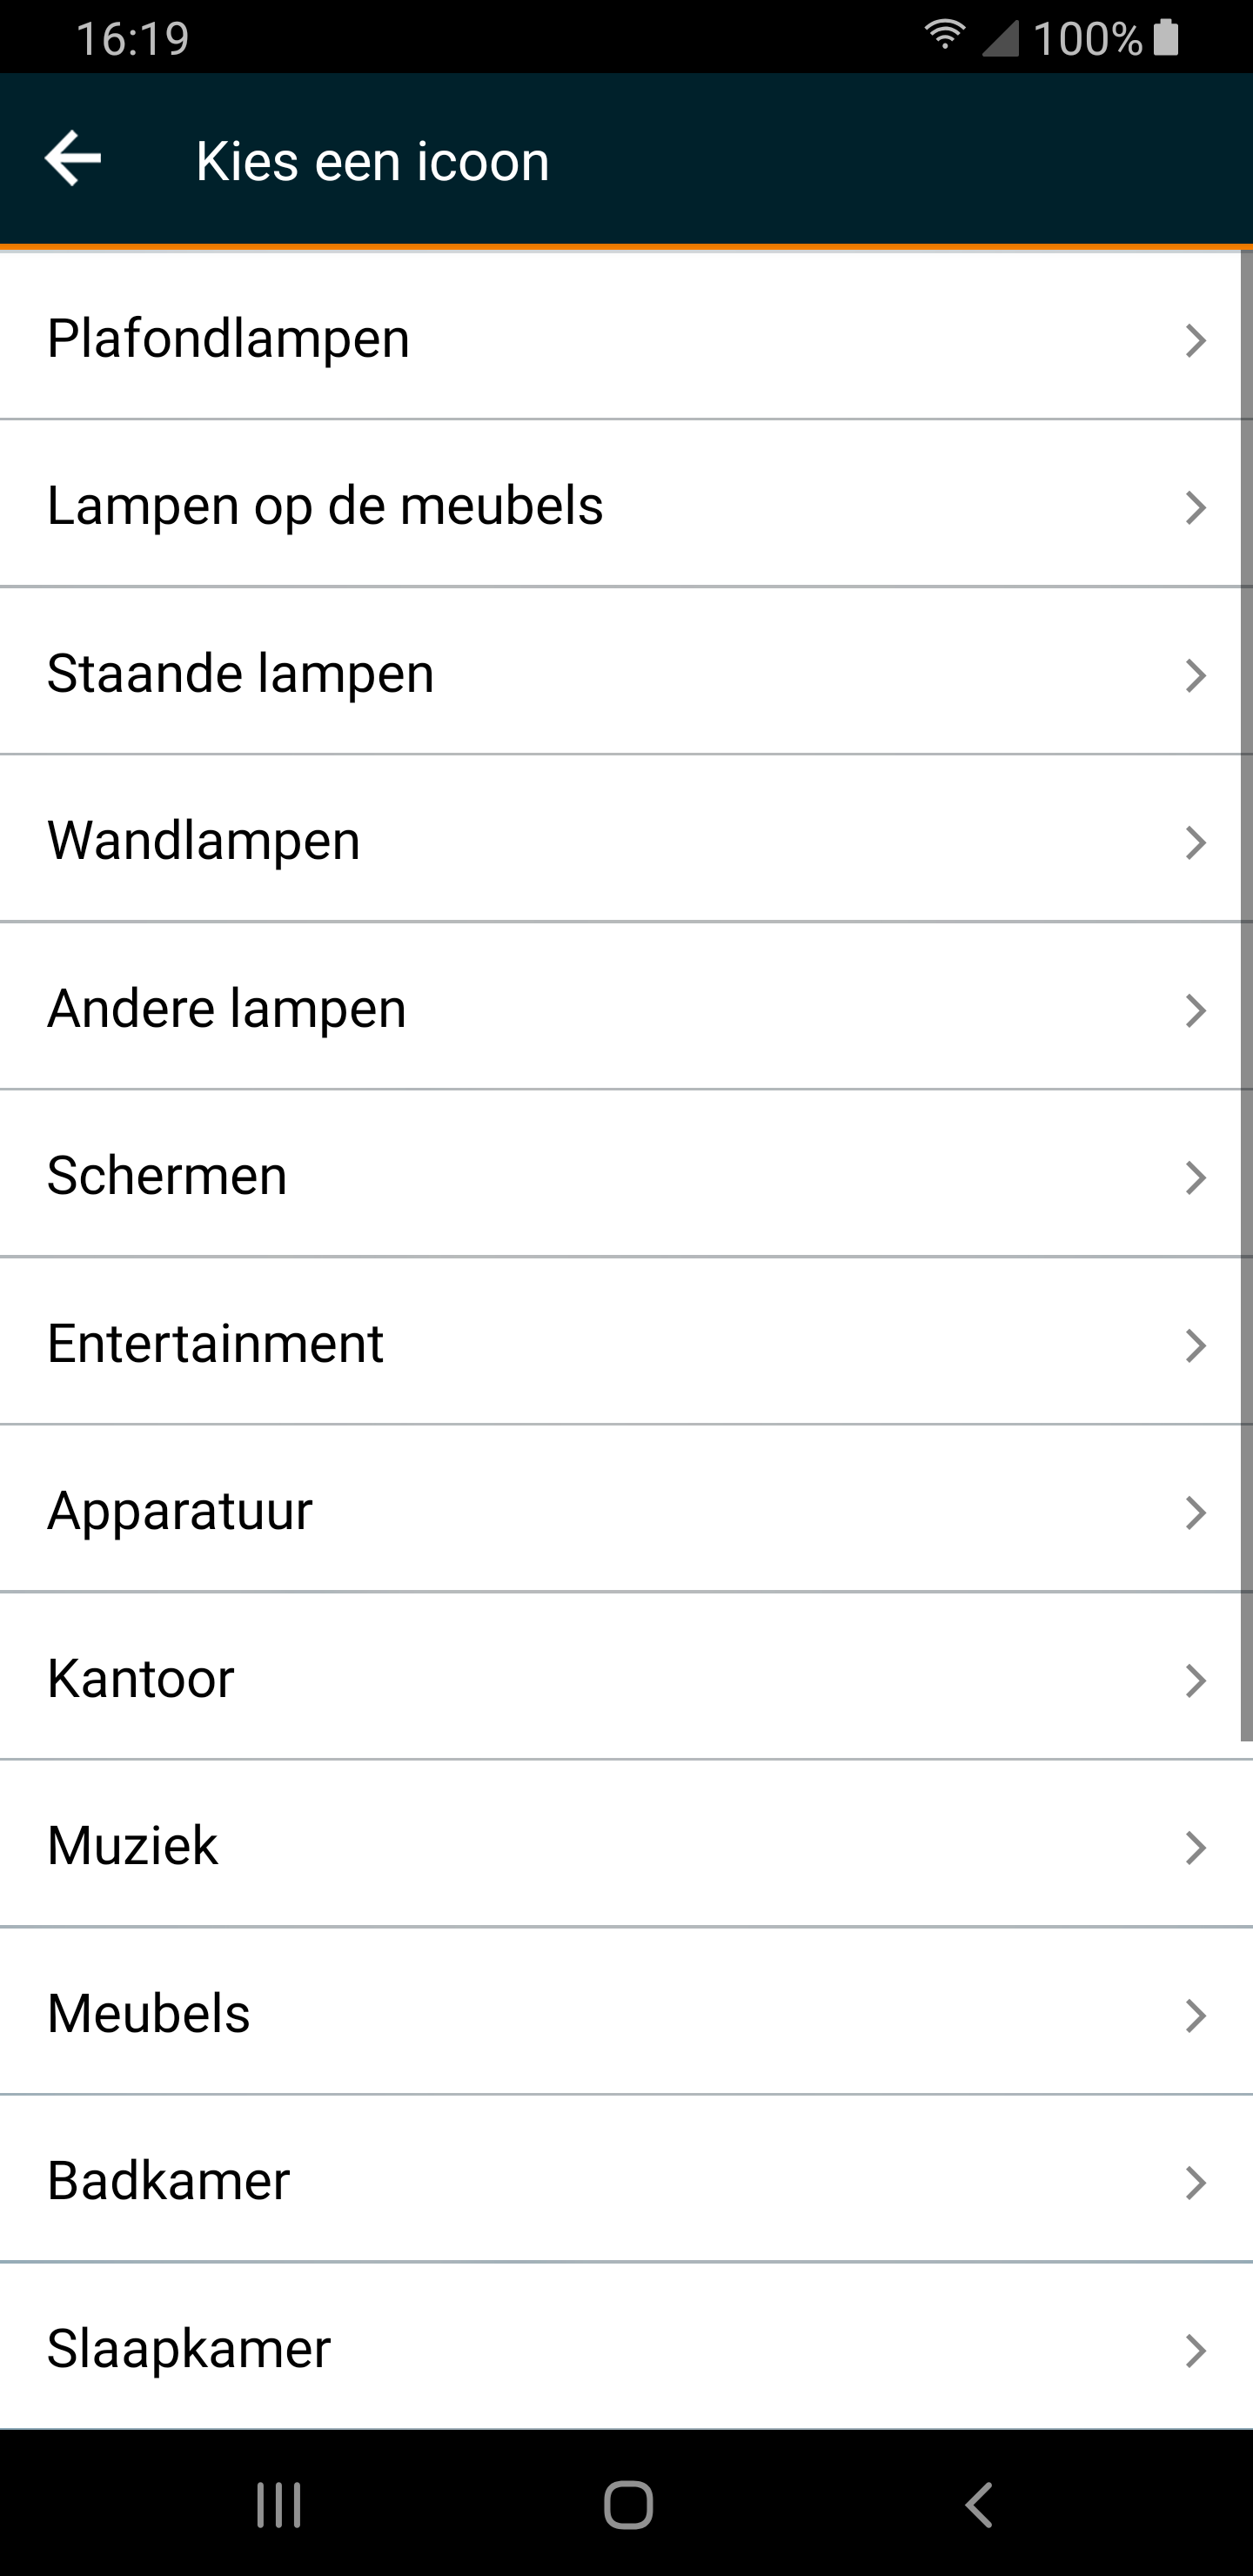 16:19 100%
Kies een icoon
Plafondlampen
Lampen op de meubels
Staande lampen
Wandlampen
Andere lampen
Schermen
Entertainment
Apparatuur
Kantoor
Muziek
Meubels
Badkamer
Slaapkamer